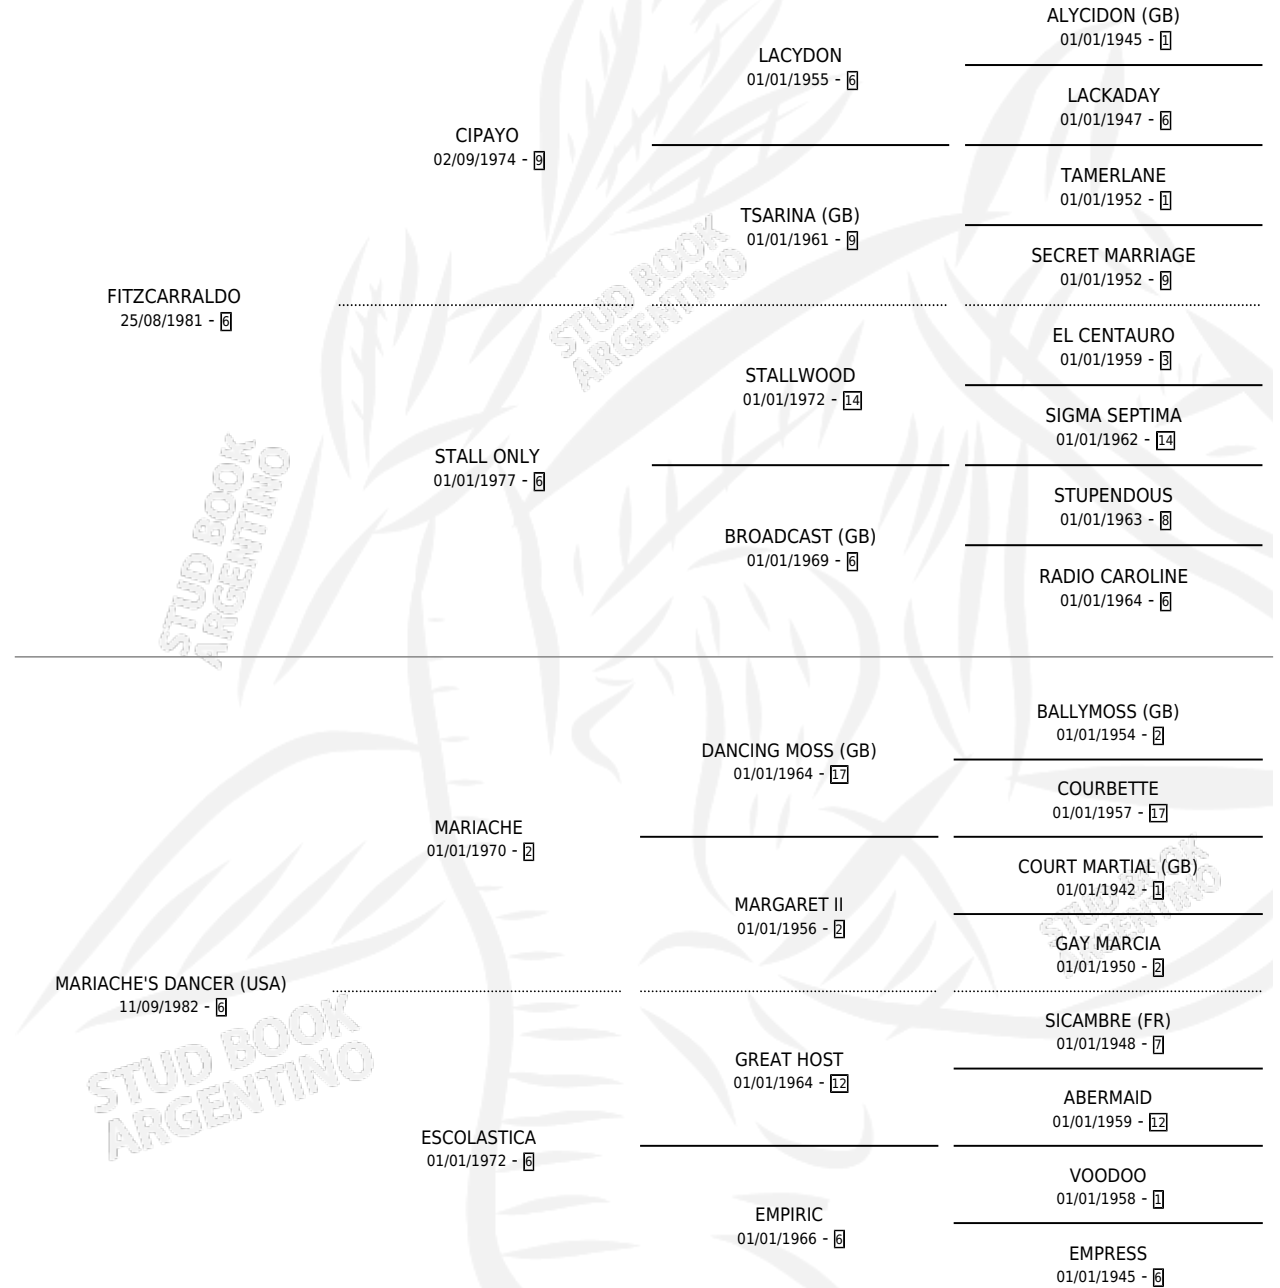 ALYCIDON (GB)
01/01/1945 - 1
LACYDON
01/01/1955 - 6
LACKADAY
01/01/1947 - 6
CIPAYO
02/09/1974 - 9
TAMERLANE
01/01/1952 - 1
TSARINA (GB)
01/01/1961 - 9
SECRET MARRIAGE
01/01/1952 - 9
FITZCARRALDO
25/08/1981 - 6
STUD BOOK
ARGENTINO
EL CENTAURO
01/01/1959 - 3
STALLWOOD
01/01/1972 - 14
SIGMA SEPTIMA
01/01/1962 - 14
STALL ONLY
01/01/1977 - 6
STUPENDOUS
01/01/1963 - 8
BROADCAST (GB)
01/01/1969 - 6
RADIO CAROLINE
01/01/1964 - 6
STUD BOOK
ARGENTINO
BALLYMOSS (GB)
01/01/1954 - 2
DANCING MOSS (GB)
01/01/1964 - 17
COURBETTE
01/01/1957 - 17
MARIACHE
01/01/1970 - 2
COURT MARTIAL (GB)
01/01/1942 - 1
MARGARET II
01/01/1956 - 2
GAY MARCIA
01/01/1950 - 2
STUD BOOK
ARGENTINO
MARIACHE'S DANCER (USA)
11/09/1982 - 6
SICAMBRE (FR)
01/01/1948 - 7
GREAT HOST
01/01/1964 - 12
ABERMAID
01/01/1959 - 12
STUD BOOK
ARGENTINO
ESCOLASTICA
01/01/1972 - 6
VOODOO
01/01/1958 - 1
EMPIRIC
01/01/1966 - 6
EMPRESS
01/01/1945 - 6